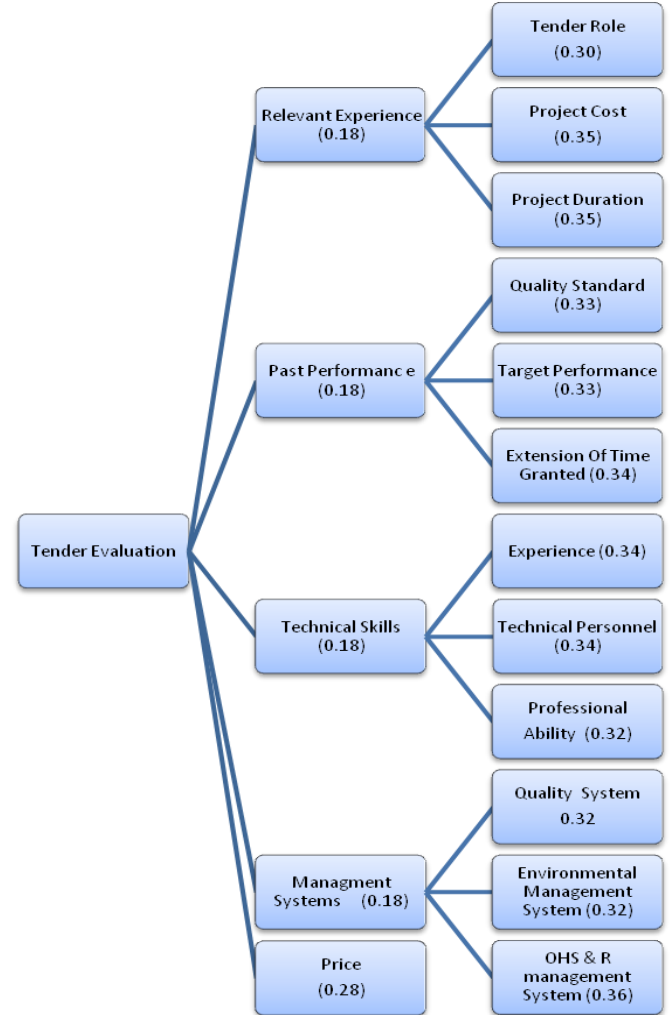 Tender Evaluation
Relevant Experience
(0.18)
Tender Role
(0.30)
Project Cost
(0.35)
Project Duration
(0.35)
Past Performanc e
(0.18)
Quality Standard
(0.33)
Target Performance
(0.33)
Extension Of Time
Granted (0.34)
Technical Skills
(0.18)
Experience (0.34)
Technical Personnel
(0.34)
Professional
Ability (0.32)
Managment
Systems (0.18)
Quality System
0.32
Environmental
Management
System (0.32)
OHS & R
management
System (0.36)
Price
(0.28)